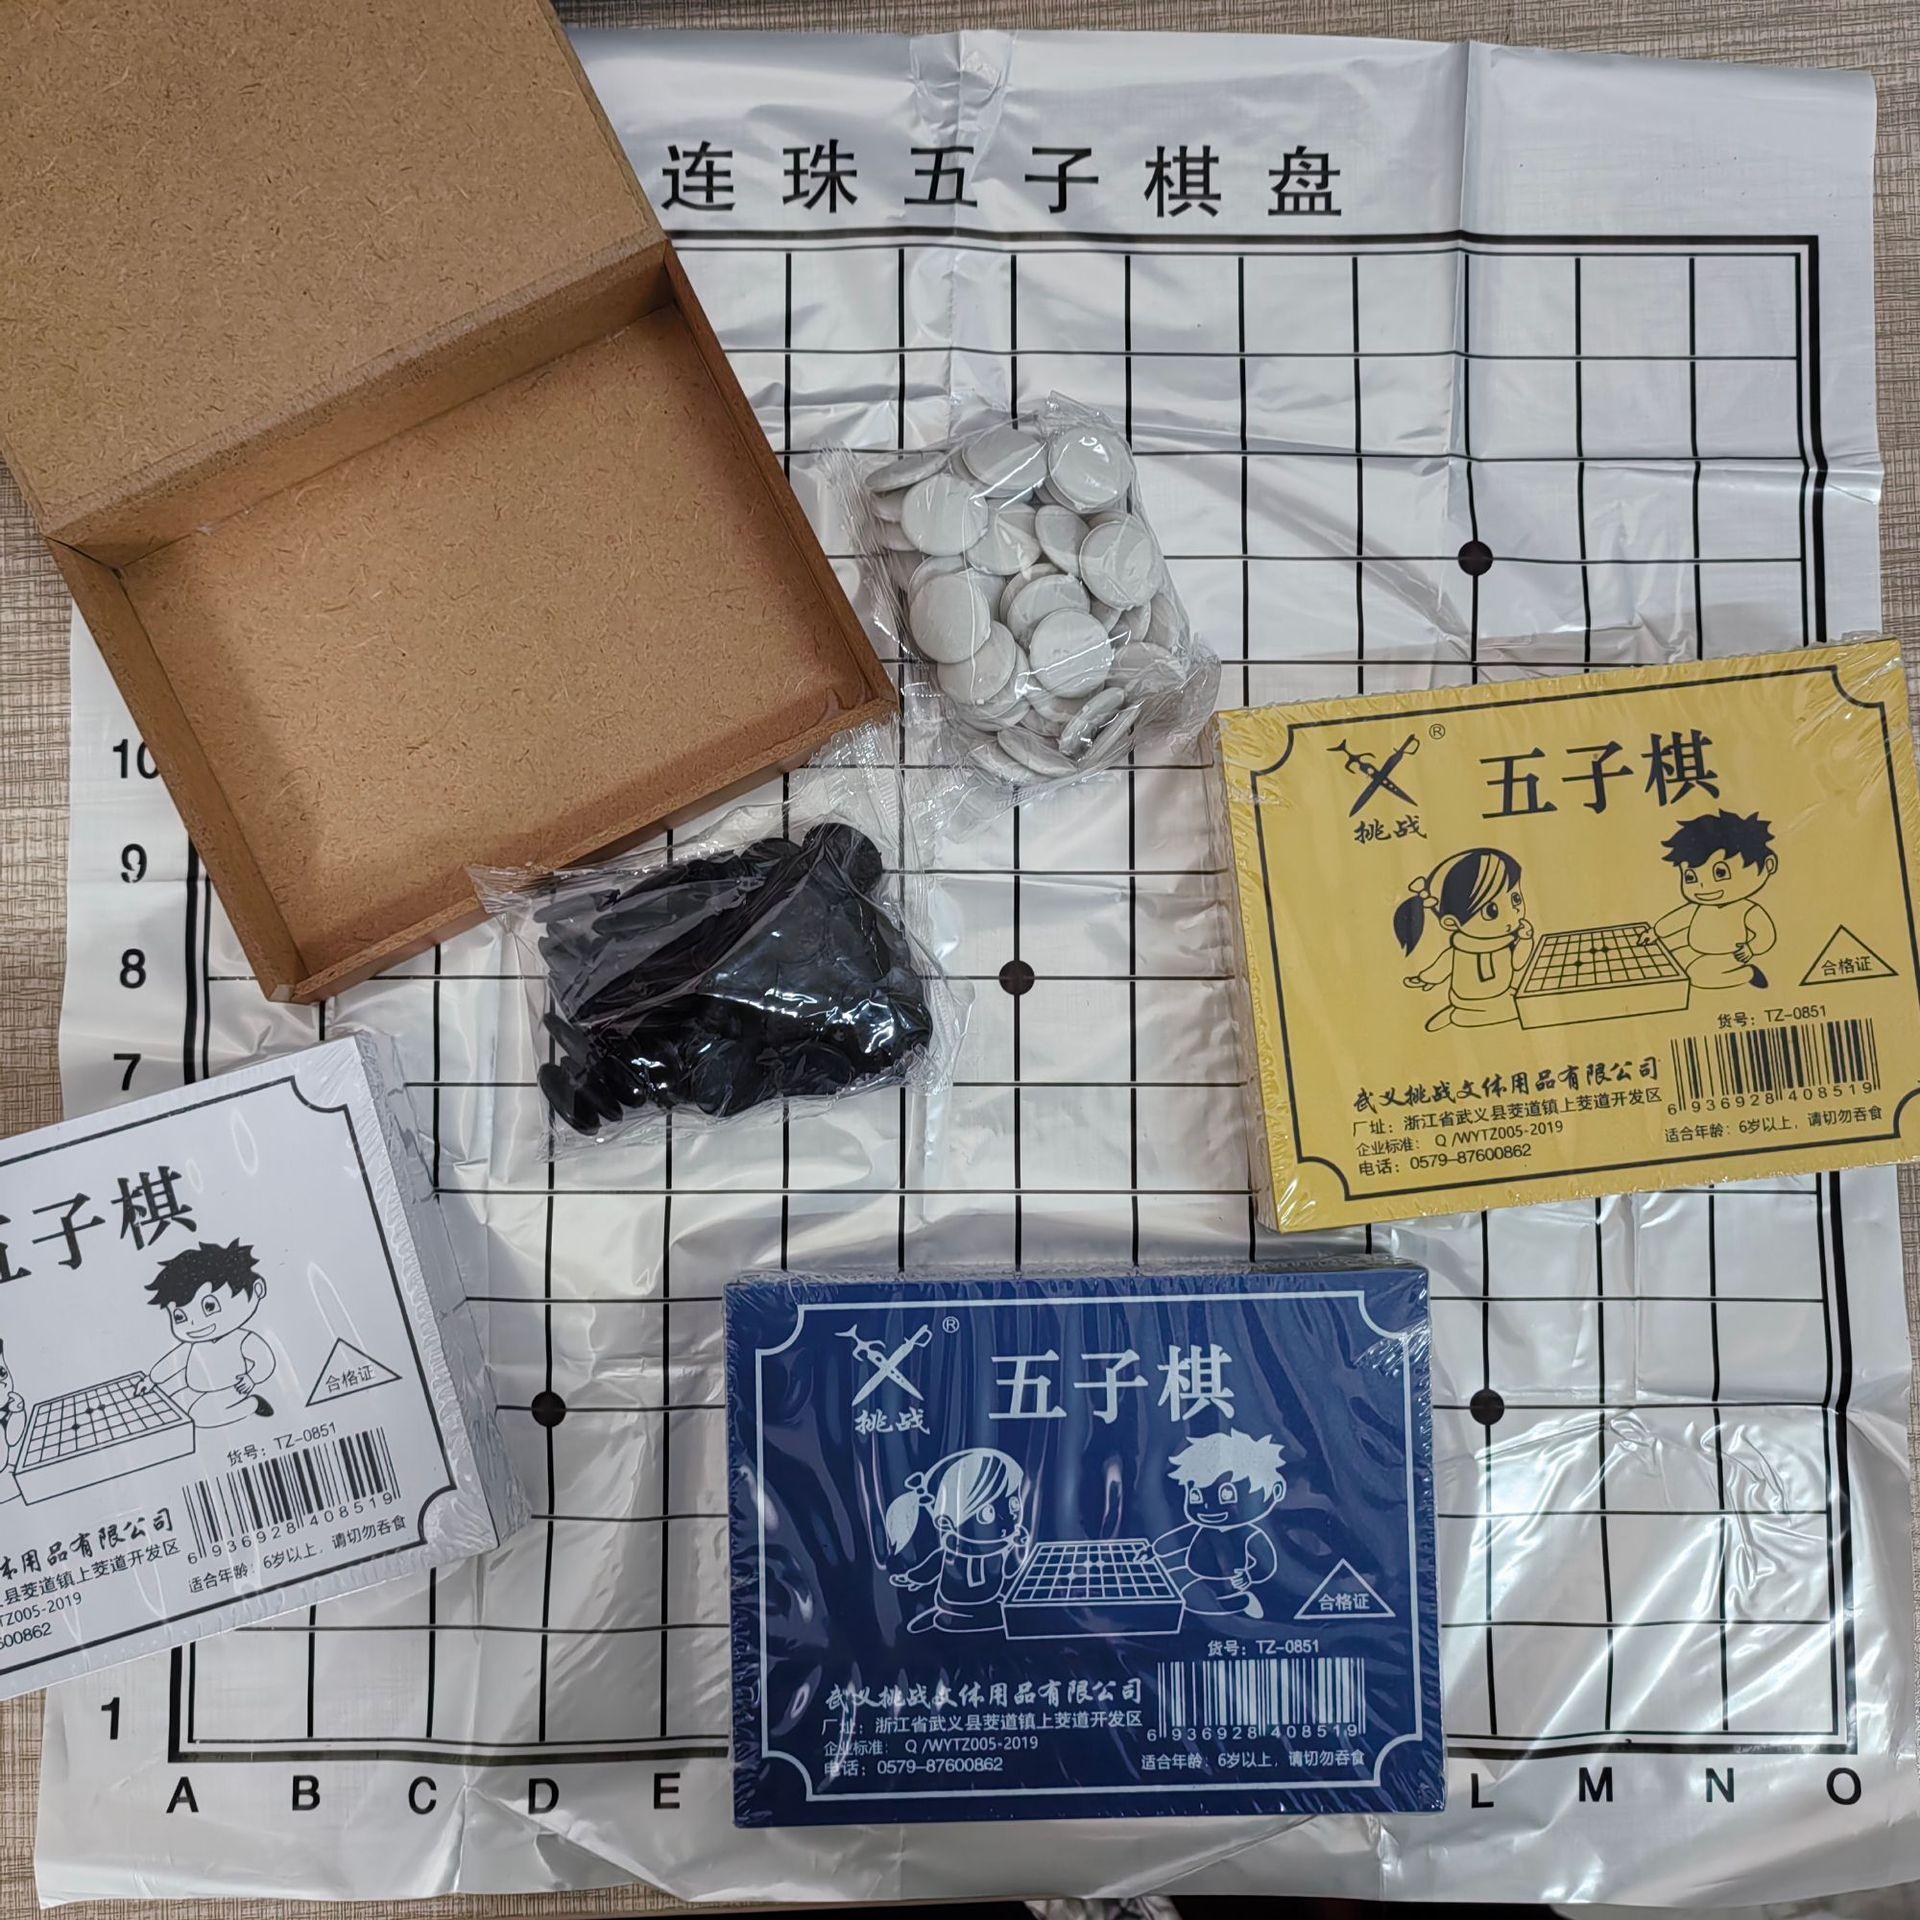 连珠五子棋盘
10
9
8
7
1
A B C D E L M N O
®
挑战
五子棋
合格证
货号：TZ-0851
武义挑战文体用品有限公司
厂址：浙江省武义县茭道镇上茭道开发区
企业标准： Q /WYTZ005-2019
电话：0579-87600862
6 936928 408519
适合年龄：6岁以上，请切勿吞食
五子棋
合格证
货号：TZ-0851
体用品有限公司
县茭道镇上茭道开发区
TZ005-2019
600862
6 936928 408519
适合年龄：6岁以上，请切勿吞食
®
挑战
五子棋
合格证
货号：TZ-0851
武义挑战文体用品有限公司
厂址：浙江省武义县茭道镇上茭道开发区
企业标准： Q /WYTZ005-2019
电话：0579-87600862
6 936928 408519
适合年龄：6岁以上，请切勿吞食